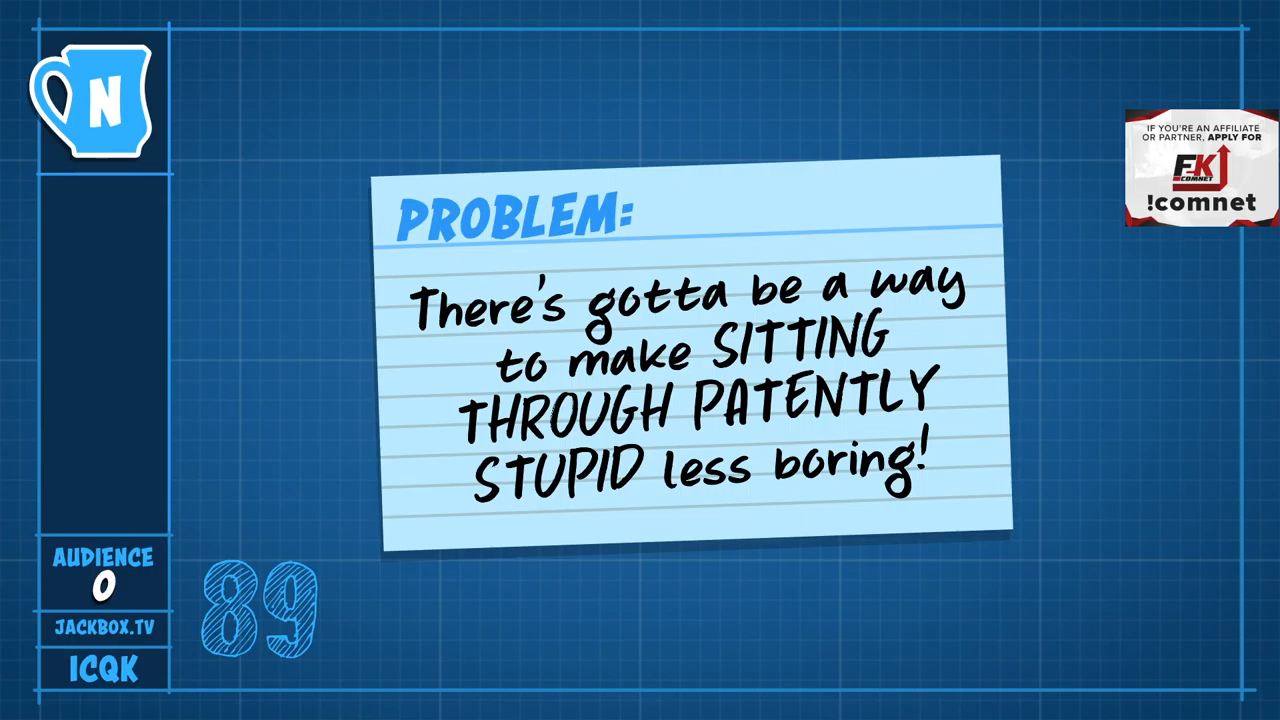 N
IF YOU'RE AN AFFILIATE
OR PARTNER, APPLY FOR
F2K
COMNET
!comnet
PROBLEM:
There's gotta be a way
to make SITTING
THROUGH PATENTLY
STUPID less boring!
AUDIENCE
0
JACKBOX.TV
ICQK
89